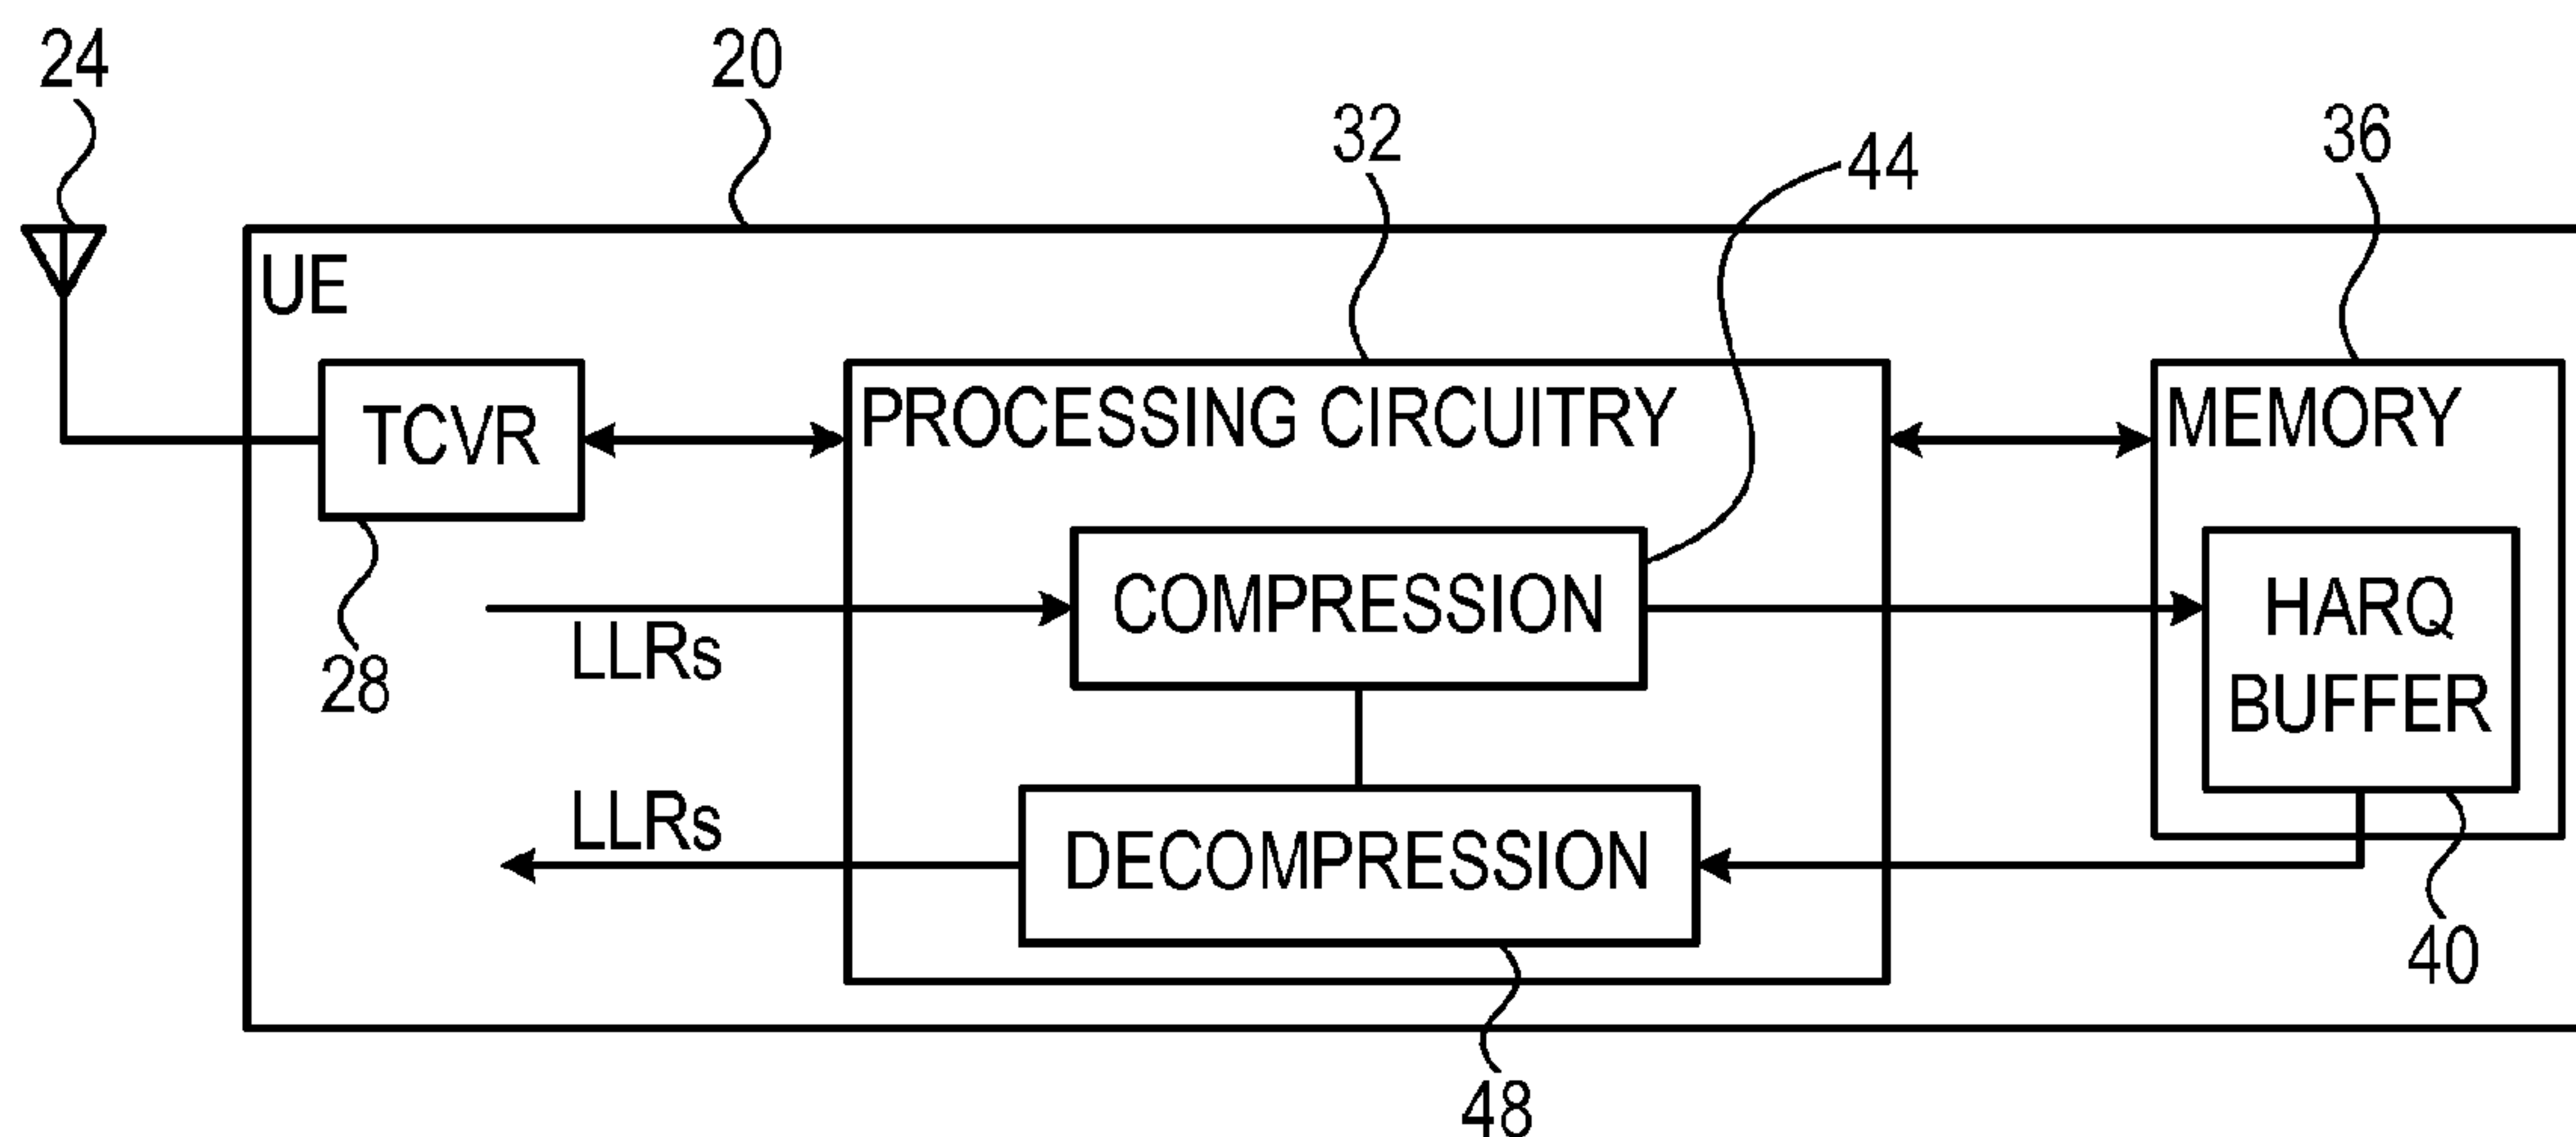 24
20
32
44
36
UE
TCVR
PROCESSING CIRCUITRY
MEMORY
28
LLRs
COMPRESSION
HARQ
BUFFER
LLRs
DECOMPRESSION
40
48